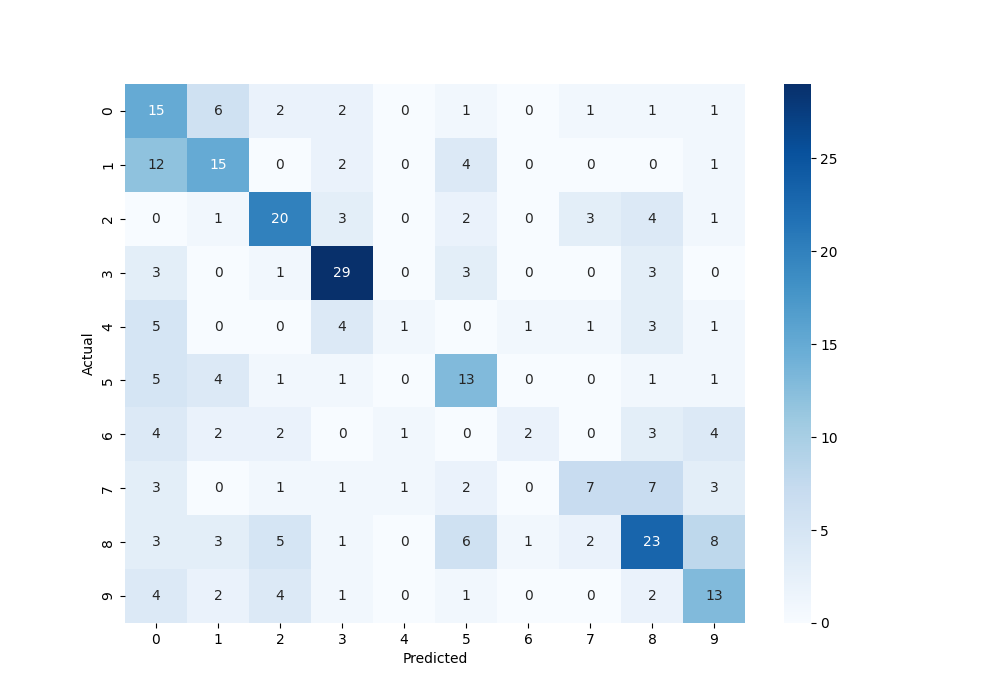 0 15 6 2 2 0 1 0 1 1 1
1 12 15 0 2 0 4 0 0 0 1
2 0 1 20 3 0 2 0 3 4 1
3 3 0 1 29 0 3 0 0 3 0
4 5 0 0 4 1 0 1 1 3 1
5 5 4 1 1 0 13 0 0 1 1
6 4 2 2 0 1 0 2 0 3 4
7 3 0 1 1 1 2 0 7 7 3
8 3 3 5 1 0 6 1 2 23 8
9 4 2 4 1 0 1 0 0 2 13
0 1 2 3 4 5 6 7 8 9
Predicted
Actual
25
20
15
10
5
0